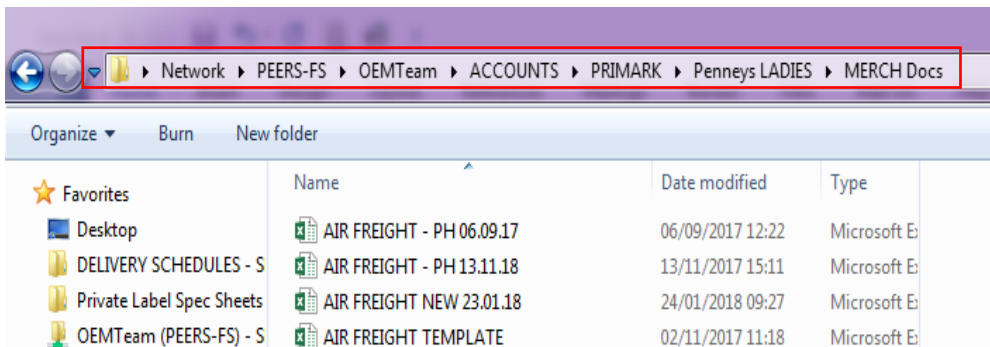 Network ▸ PEERS-FS ▸ OEMTeam ▸ ACCOUNTS ▸ PRIMARK ▸ Penneys LADIES ▸ MERCH Docs
Organize Burn New folder
Favorites Name Date modified Type
Desktop AIR FREIGHT - PH 06.09.17 06/09/2017 12:22 Microsoft E
DELIVERY SCHEDULES - S AIR FREIGHT - PH 13.11.18 13/11/2017 15:11 Microsoft E
Private Label Spec Sheets AIR FREIGHT NEW 23.01.18 24/01/2018 09:27 Microsoft E
OEMTeam (PEERS-FS) - S AIR FREIGHT TEMPLATE 02/11/2017 11:18 Microsoft E